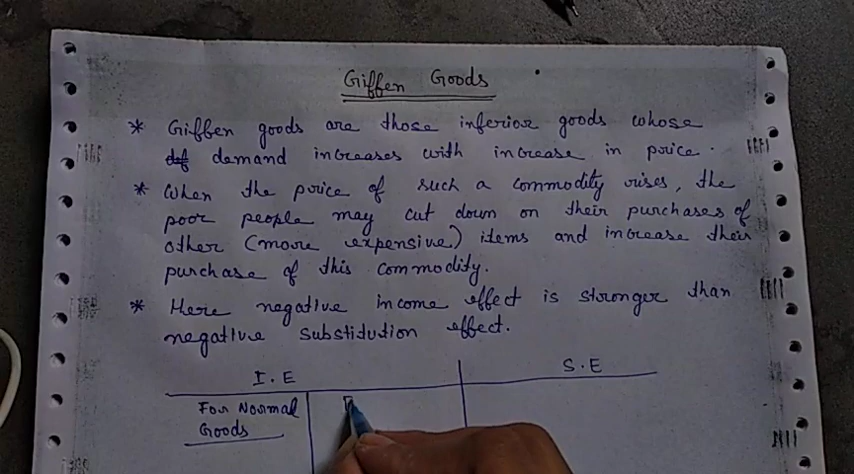 Giffen Goods
* Giffen goods are those inferior goods whose
demand increases with increase in price.
* When the price of such a commodity rises, the
poor people may cut down on their purchases of
other (more expensive) items and increase their
purchase of this commodity.
* Here negative income effect is stronger than
negative substitution effect.
I.E S.E
For Normal
Goods